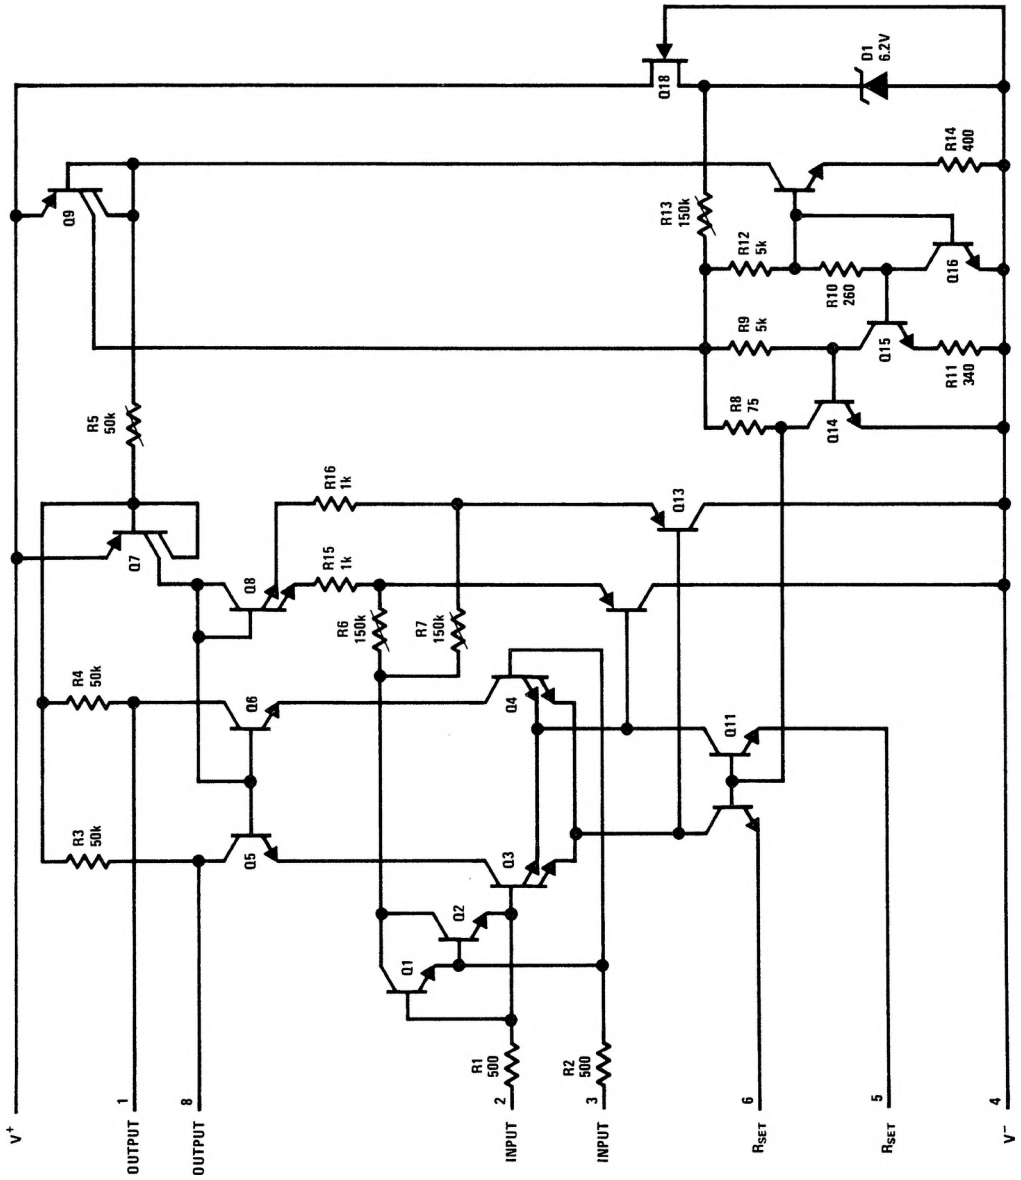 V+
OUTPUT 1
OUTPUT 8
INPUT 2
INPUT 3
RSET 6
RSET 5
V− 4
R1
500
R2
500
R3
50k
R4
50k
R5
50k
R6
150k
R7
150k
R15
1k
R16
1k
R8
75
R9
5k
R12
5k
R13
150k
R10
260
R11
340
R14
400
Q1
Q2
Q3
Q4
Q5
Q6
Q7
Q8
Q9
Q11
Q13
Q14
Q15
Q16
Q18
D1
6.2V